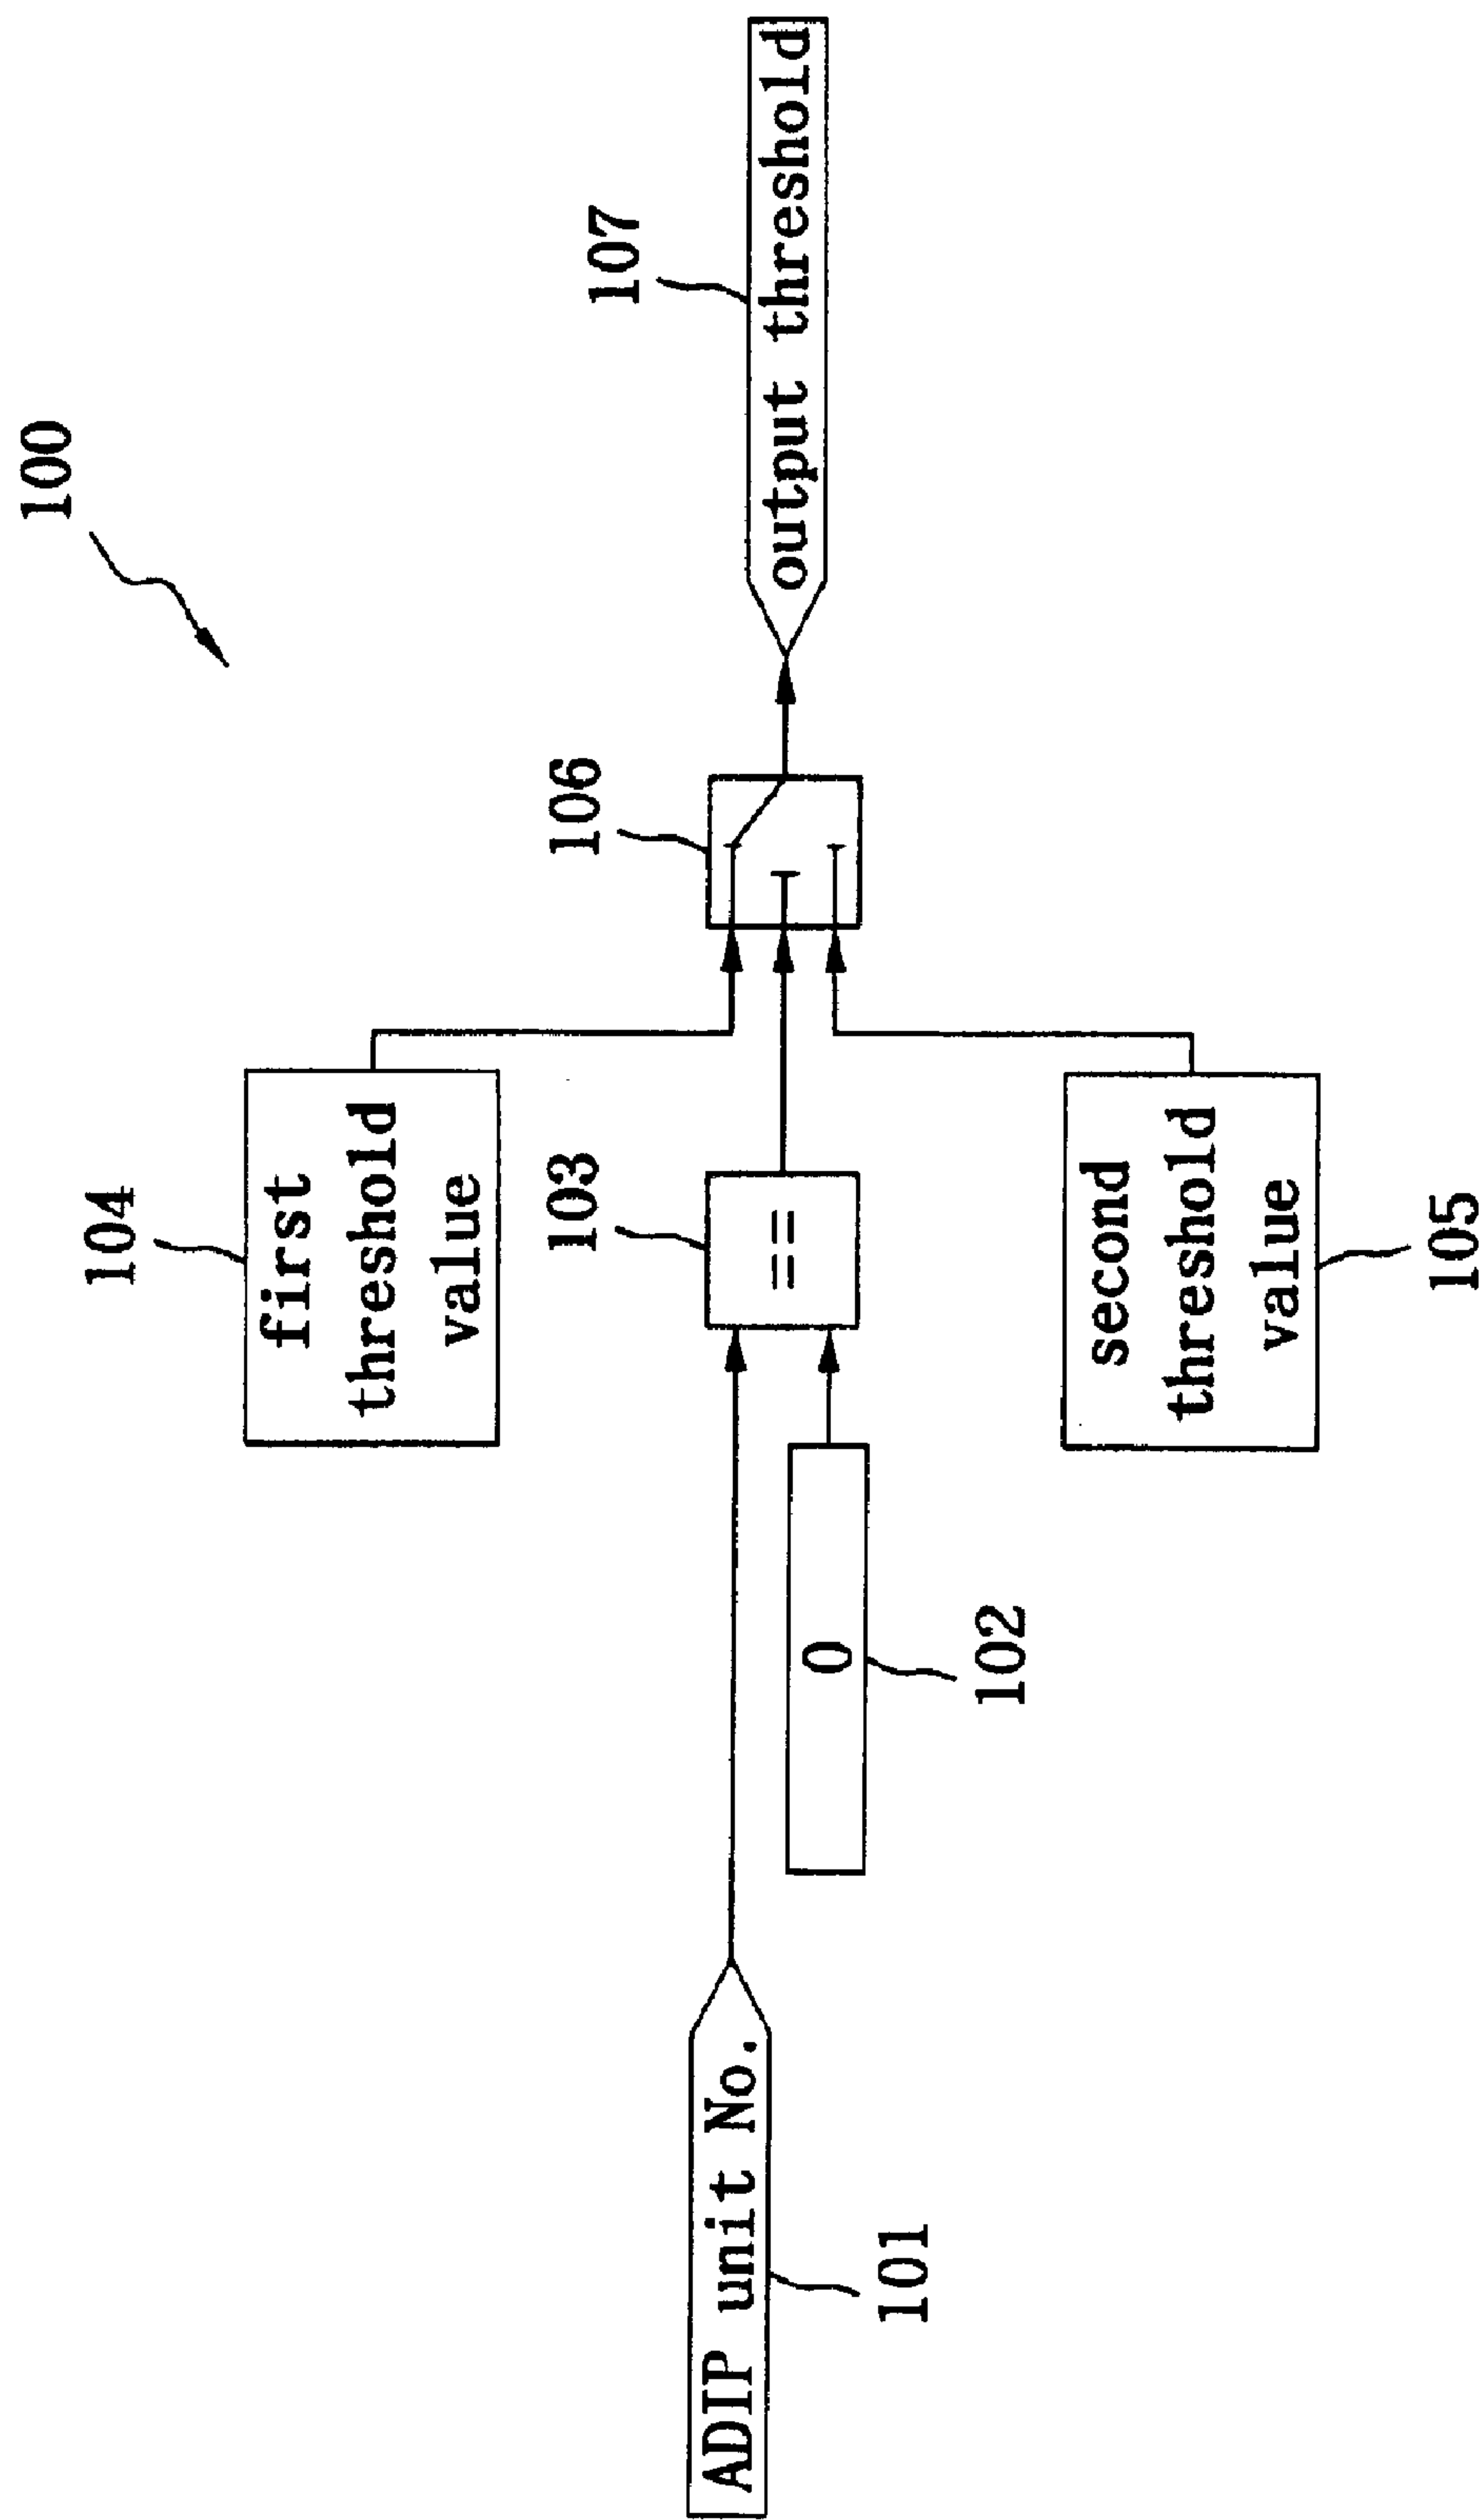 100
104
first
threshold
value
107
output threshold
106
103
==
ADIP unit No.
101
0
102
second
threshold
value
105